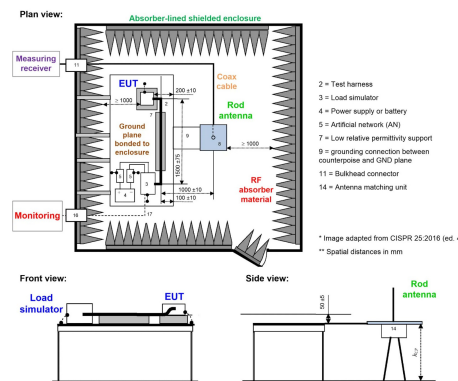 Plan view:
Absorber-lined shielded enclosure
Measuring
receiver
11
EUT
200 ±10
Coax
cable
≥ 1000
Rod
antenna
2
7
Ground
plane
bonded to
enclosure
9
8
1500 ±75
≥ 1000
5
5
3
4
1000 ±10
100 ±10
RF
absorber
material
Monitoring
16
17
2 = Test harness
3 = Load simulator
4 = Power supply or battery
5 = Artificial network (AN)
7 = Low relative permittivity support
9 = grounding connection between
counterpoise and GND plane
11 = Bulkhead connector
14 = Antenna matching unit
* Image adapted from CISPR 25:2016 (ed.
** Spatial distances in mm
Front view:
Load
simulator
EUT
Side view:
50 ±5
Rod
antenna
14